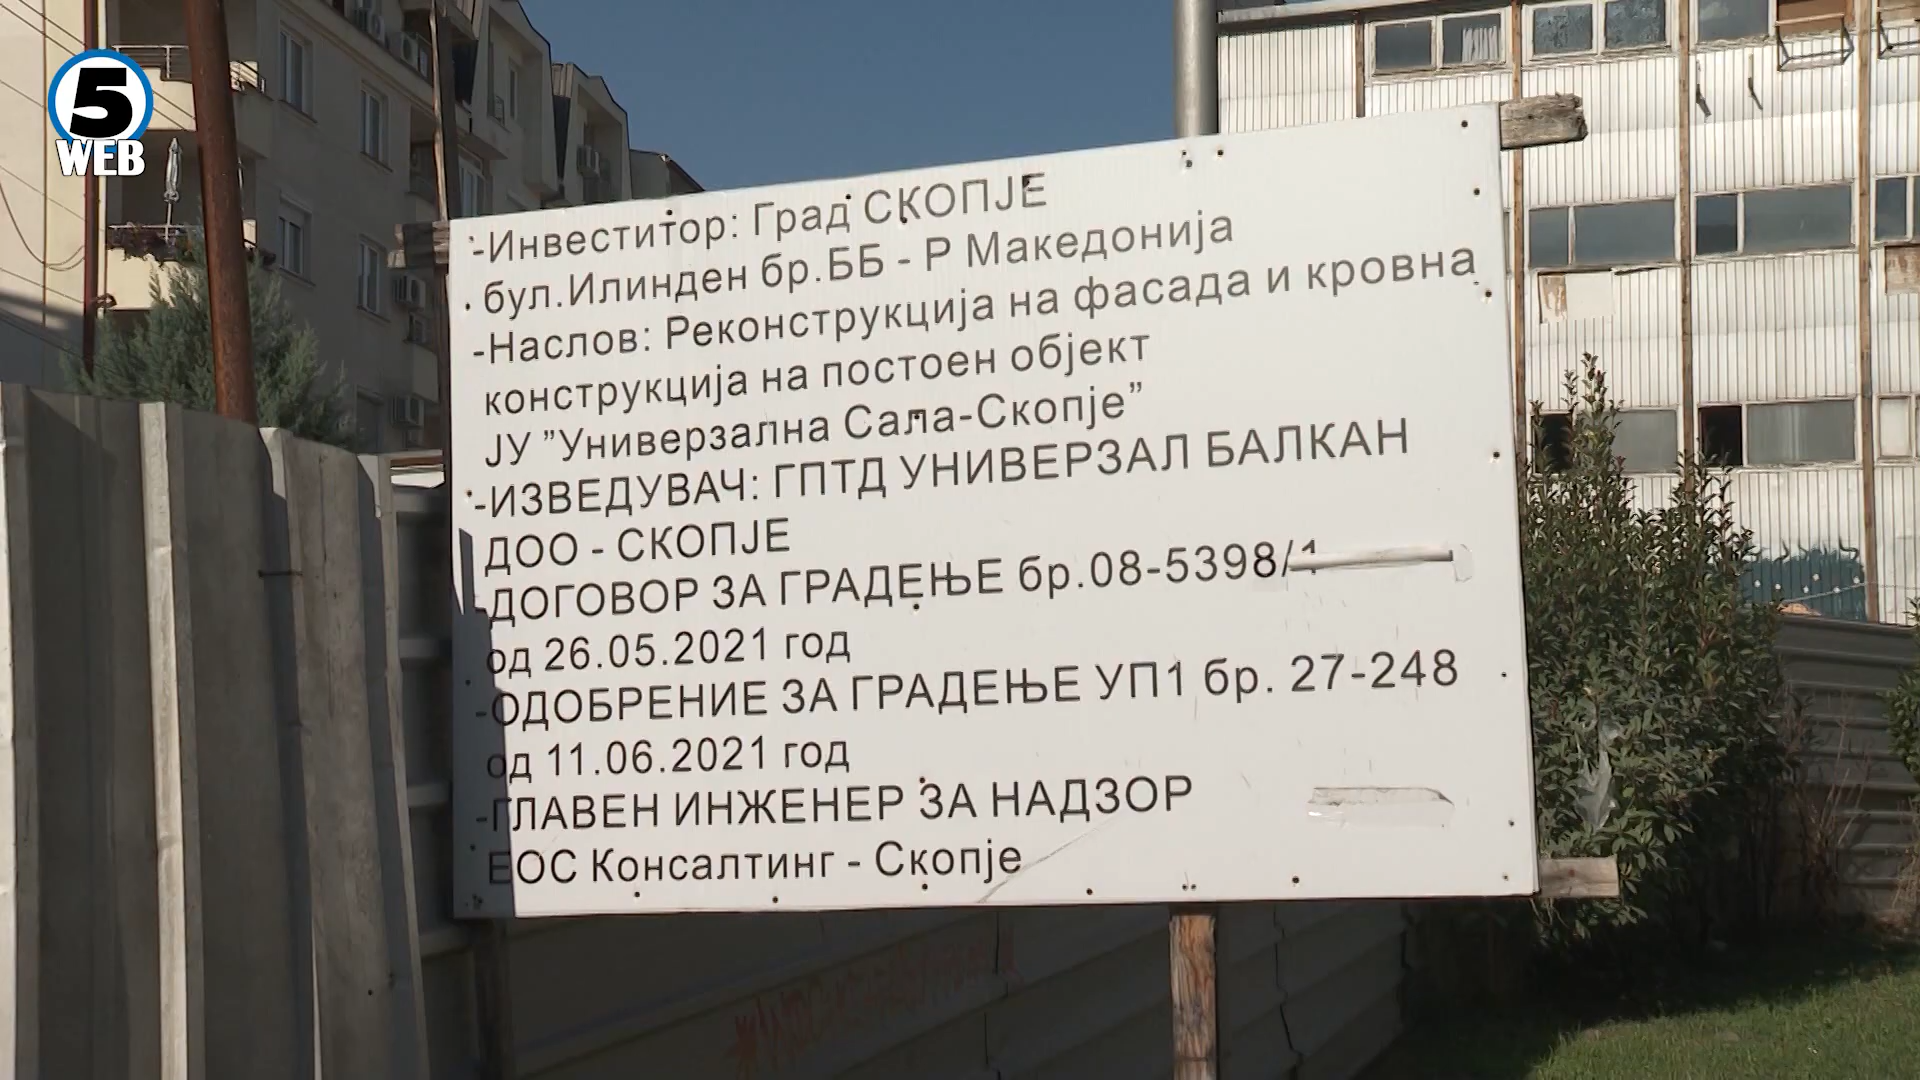 5
WEB
-Инвеститор: Град СКОПЈЕ
бул.Илинден бр.ББ - Р Македонија
-Наслов: Реконструкција на фасада и кровна
конструкција на постоен објект
ЈУ ”Универзална Сала-Скопје”
-ИЗВЕДУВАЧ: ГПТД УНИВЕРЗАЛ БАЛКАН
ДОО - СКОПЈЕ
-ДОГОВОР ЗА ГРАДЕЊЕ бр.08-5398/1
од 26.05.2021 год
-ОДОБРЕНИЕ ЗА ГРАДЕЊЕ УП1 бр. 27-248
од 11.06.2021 год
-ГЛАВЕН ИНЖЕНЕР ЗА НАДЗОР
ЕОС Консалтинг - Скопје